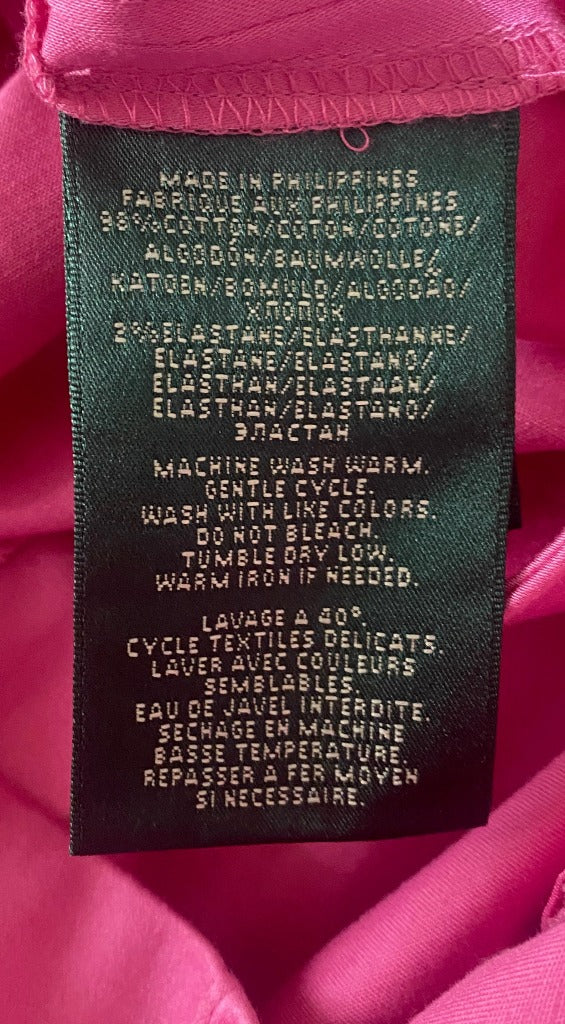 MADE IN PHILIPPINES
FABRIQUE AUX PHILIPPINES
98%COTTON/COTON/COTONE/
ALGODÓN/BAUMWOLLE/
KATOEN/BOMULD/ALGODÃO/
ХЛОПОК
2%ELASTANE/ELASTHANNE/
ELASTANE/ELASTANO/
ELASTHAN/ELASTAAN/
ELASTHAN/ELASTANO/
ЭЛАСТАН
MACHINE WASH WARM.
GENTLE CYCLE.
WASH WITH LIKE COLORS.
DO NOT BLEACH.
TUMBLE DRY LOW.
WARM IRON IF NEEDED.
LAVAGE A 40°.
CYCLE TEXTILES DELICATS.
LAVER AVEC COULEURS
SEMBLABLES.
EAU DE JAVEL INTERDITE.
SECHAGE EN MACHINE
BASSE TEMPERATURE.
REPASSER A FER MOYEN
SI NECESSAIRE.